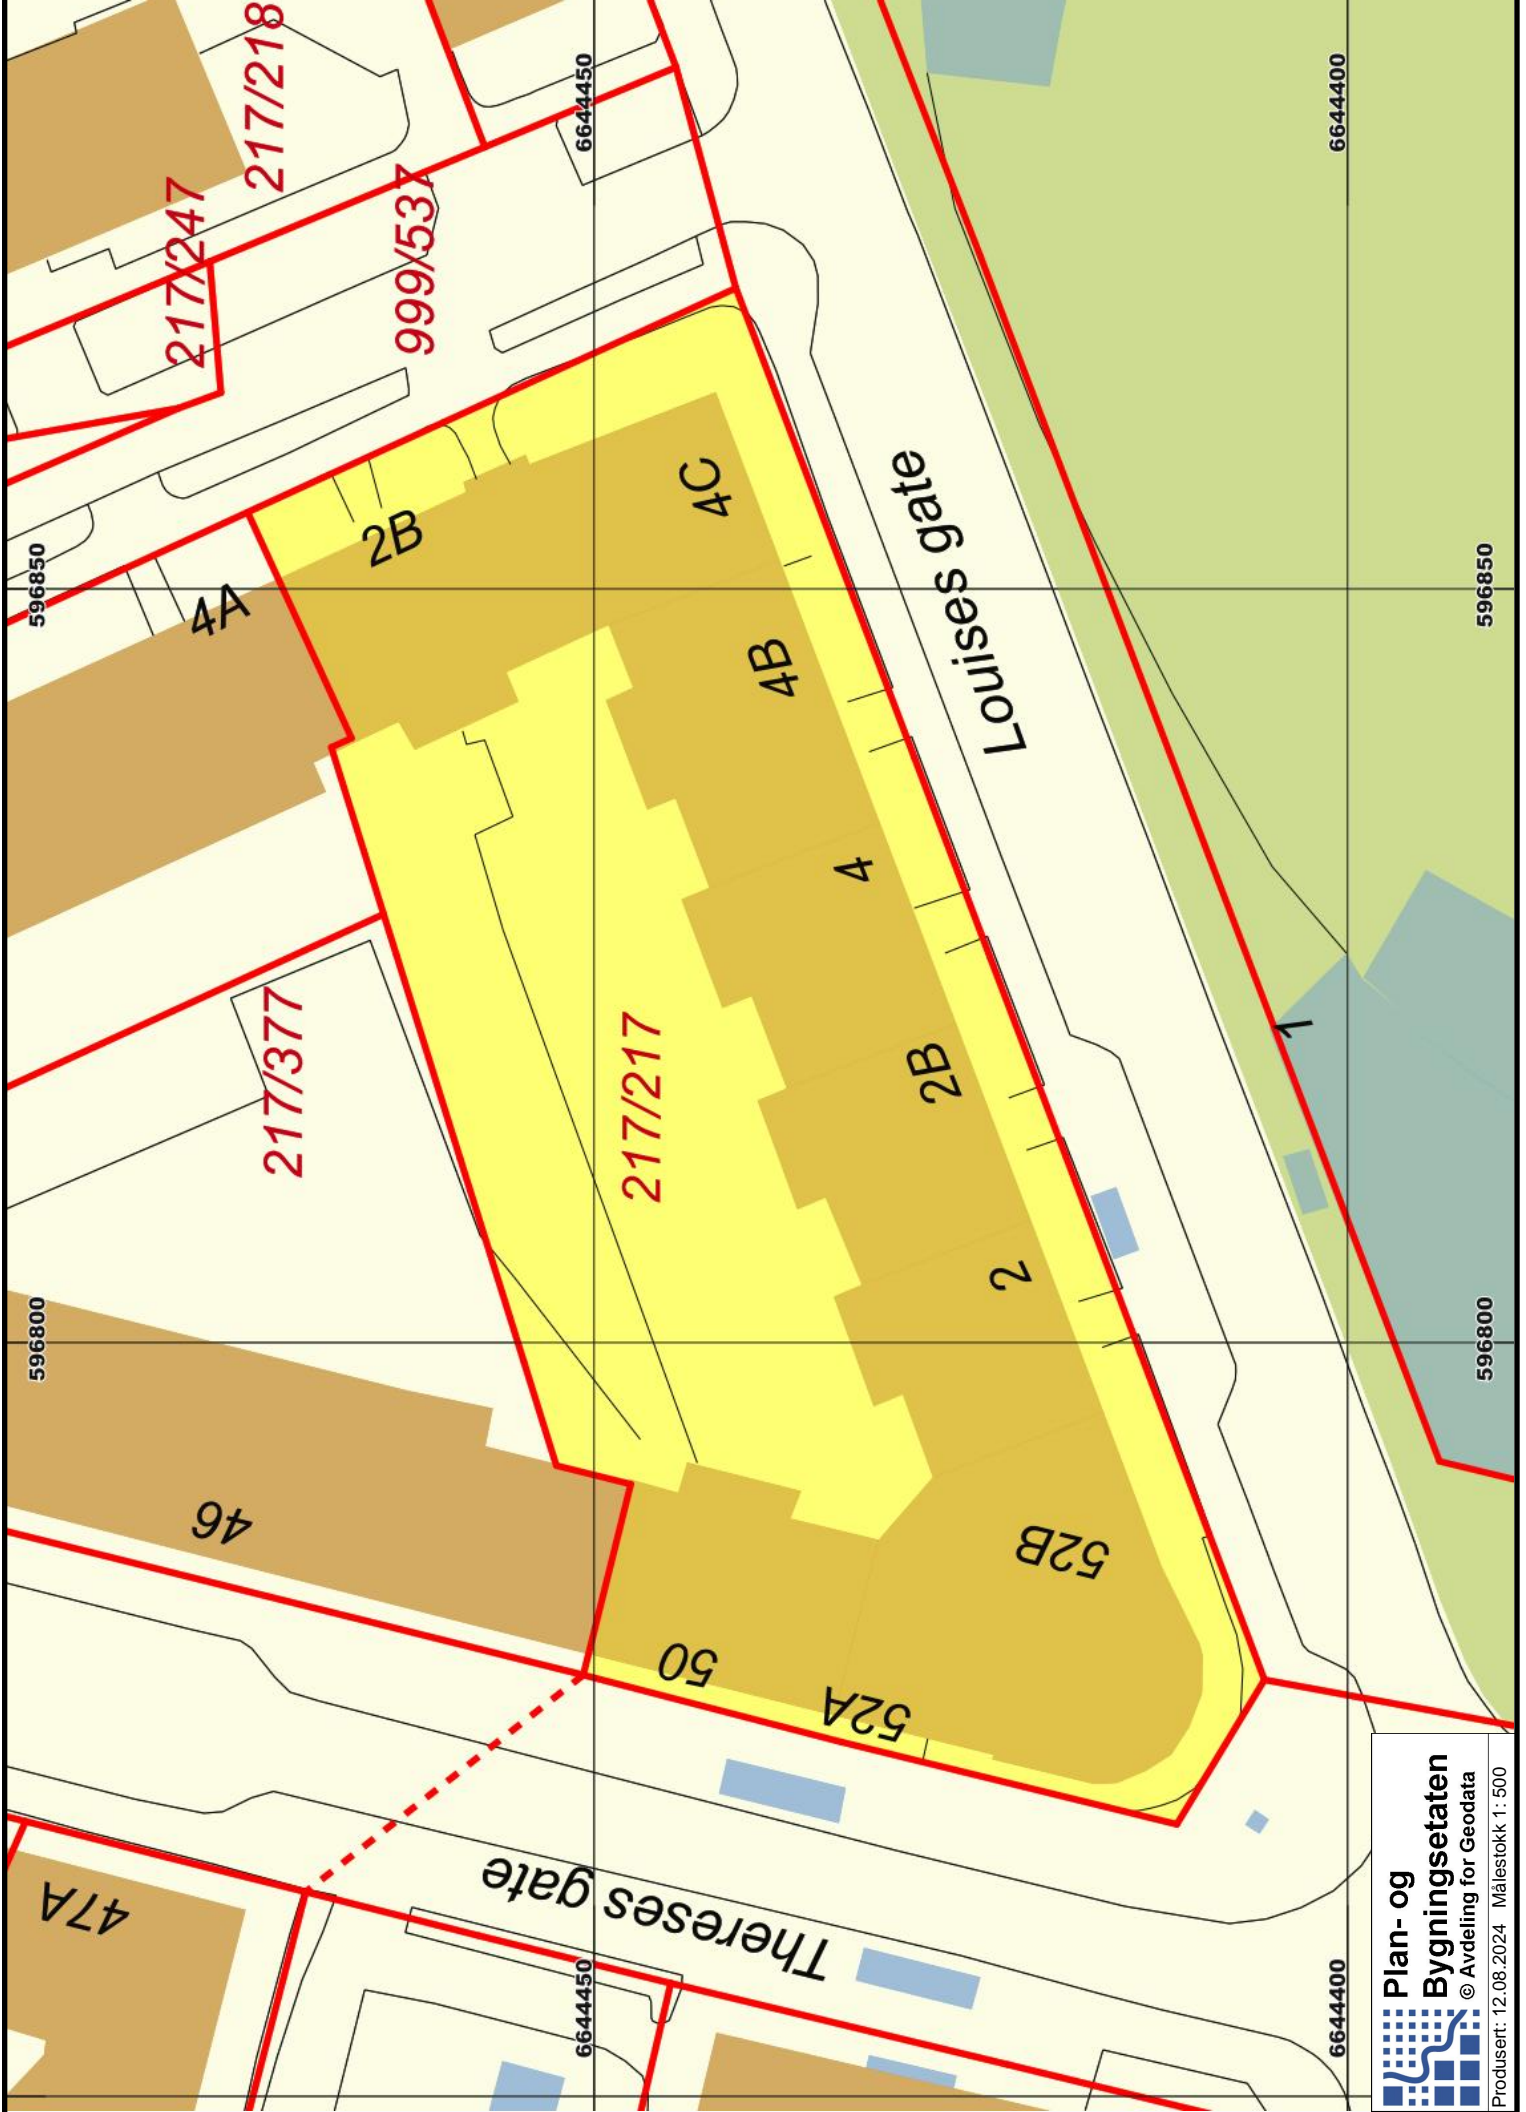 217/218
217/247
999/537
6644450
6644400
596850
596850
4A
2B
4C
4B
4
2B
2
Louises gate
217/377
217/217
1
596800
596800
46
50
52A
52B
47A
Thereses gate
6644450
6644400
Plan- og
Bygningsetaten
© Avdeling for Geodata
Produsert: 12.08.2024 Målestokk 1: 500